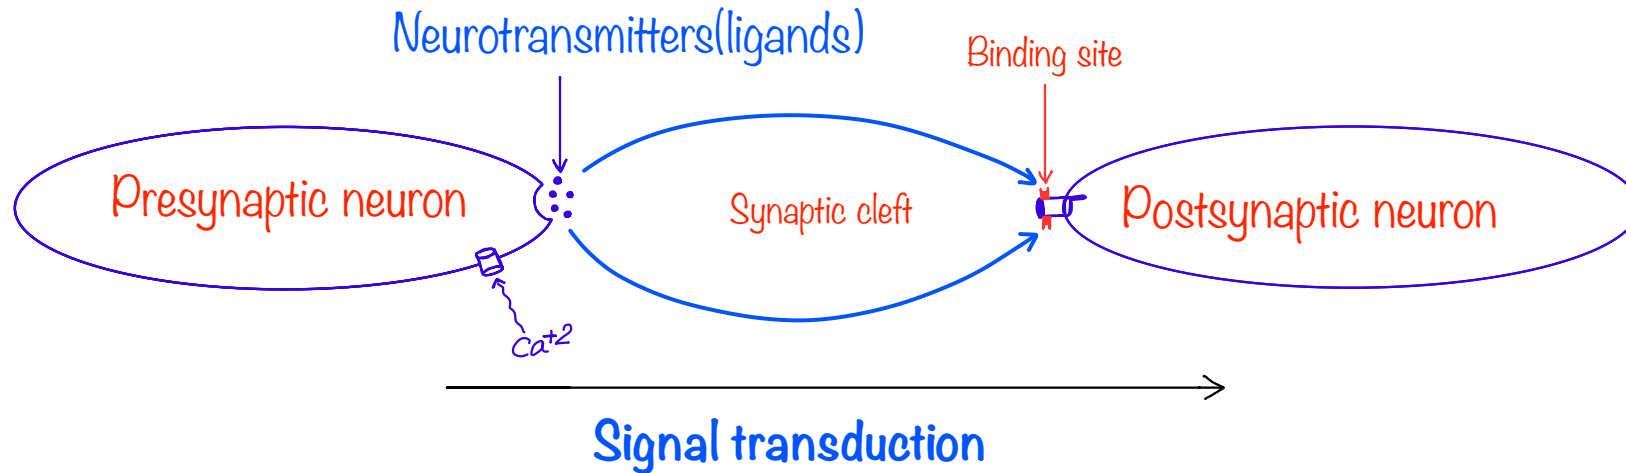 Neurotransmitters(ligands)
Binding site
Presynaptic neuron
Synaptic cleft
Postsynaptic neuron
Ca+2
Signal transduction